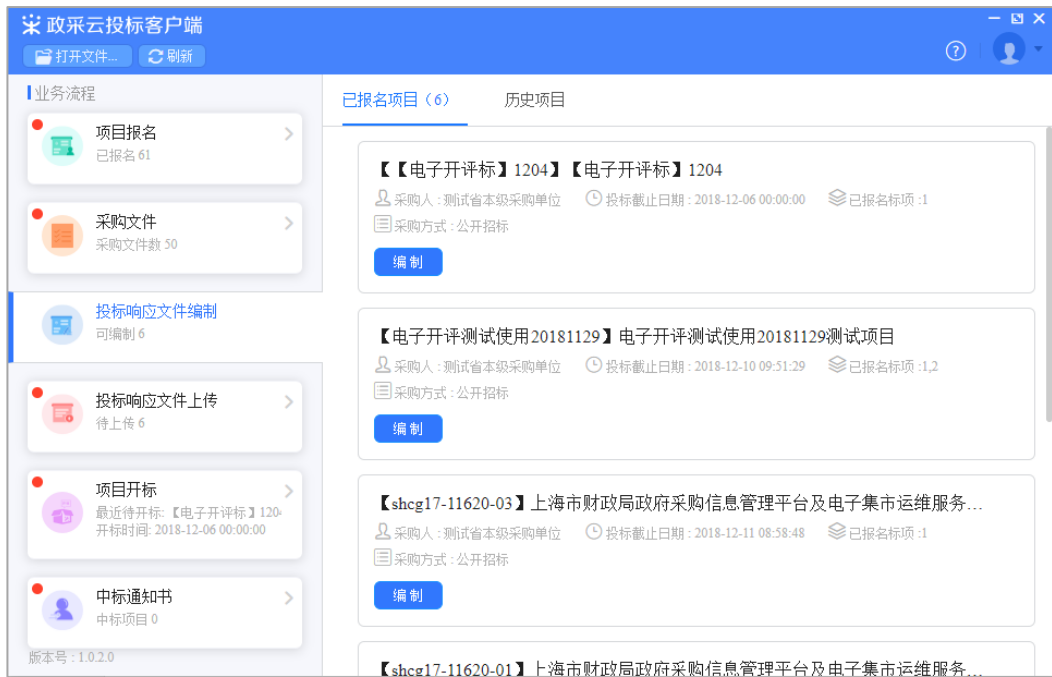 政采云投标客户端
打开文件... 刷新
业务流程
项目报名
已报名 61
采购文件
采购文件数 50
投标响应文件编制
可编制 6
投标响应文件上传
待上传 6
项目开标
最近待开标: 【电子开评标】120
开标时间: 2018-12-06 00:00:00
中标通知书
中标项目 0
版本号 : 1.0.2.0
已报名项目（6） 历史项目
【【电子开评标】1204】【电子开评标】1204
采购人 : 测试省本级采购单位 投标截止日期 : 2018-12-06 00:00:00 已报名标项 :1
采购方式 : 公开招标
编 制
【电子开评测试使用20181129】电子开评测试使用20181129测试项目
采购人 : 测试省本级采购单位 投标截止日期 : 2018-12-10 09:51:29 已报名标项 :1,2
采购方式 : 公开招标
编 制
【shcg17-11620-03】上海市财政局政府采购信息管理平台及电子集市运维服务...
采购人 : 测试省本级采购单位 投标截止日期 : 2018-12-11 08:58:48 已报名标项 :1
采购方式 : 公开招标
编 制
【shcg17-11620-01】上海市财政局政府采购信息管理平台及电子集市运维服务...